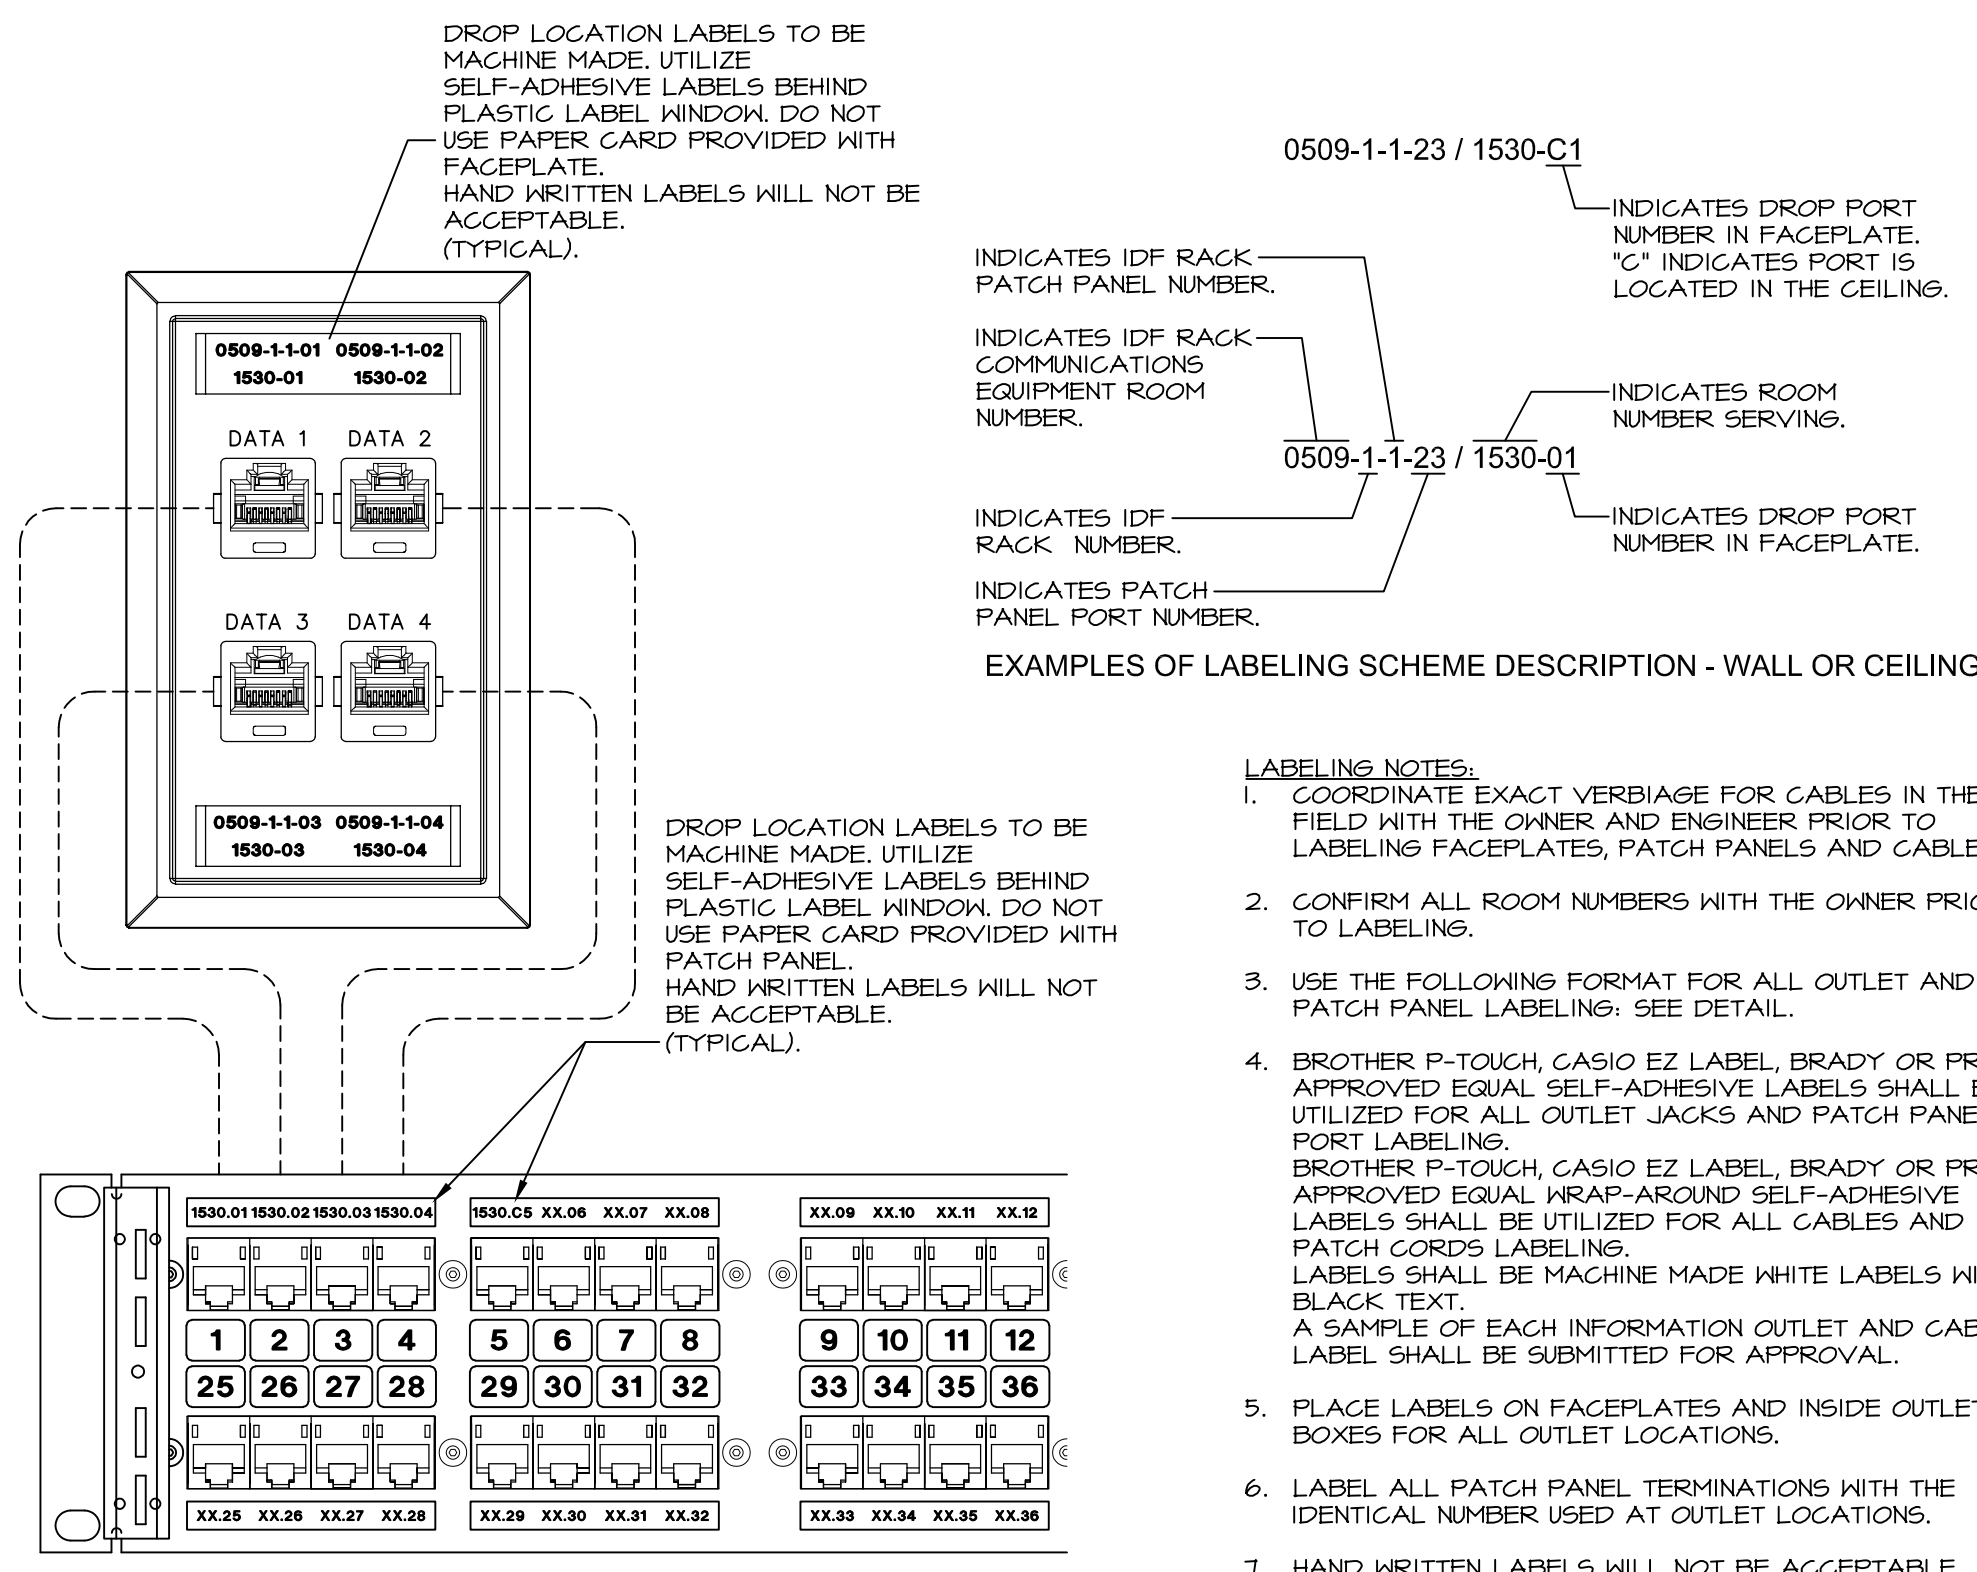 DROP LOCATION LABELS TO BE
MACHINE MADE. UTILIZE
SELF-ADHESIVE LABELS BEHIND
PLASTIC LABEL WINDOW. DO NOT
USE PAPER CARD PROVIDED WITH
FACEPLATE.
HAND WRITTEN LABELS WILL NOT BE
ACCEPTABLE.
(TYPICAL).
0509-1-1-01 0509-1-1-02
1530-01 1530-02
DATA 1 DATA 2
DATA 3 DATA 4
0509-1-1-03 0509-1-1-04
1530-03 1530-04
0509-1-1-23 / 1530-C1
INDICATES DROP PORT
NUMBER IN FACEPLATE.
"C" INDICATES PORT IS
LOCATED IN THE CEILING.
INDICATES IDF RACK
PATCH PANEL NUMBER.
INDICATES IDF RACK
COMMUNICATIONS
EQUIPMENT ROOM
NUMBER.
INDICATES ROOM
NUMBER SERVING.
0509-1-1-23 / 1530-01
INDICATES IDF
RACK NUMBER.
INDICATES DROP PORT
NUMBER IN FACEPLATE.
INDICATES PATCH
PANEL PORT NUMBER.
EXAMPLES OF LABELING SCHEME DESCRIPTION - WALL OR CEILING
DROP LOCATION LABELS TO BE
MACHINE MADE. UTILIZE
SELF-ADHESIVE LABELS BEHIND
PLASTIC LABEL WINDOW. DO NOT
USE PAPER CARD PROVIDED WITH
PATCH PANEL.
HAND WRITTEN LABELS WILL NOT
BE ACCEPTABLE.
(TYPICAL).
1530.01 1530.02 1530.03 1530.04 1530.C5 XX.06 XX.07 XX.08 XX.09 XX.10 XX.11 XX.12
1 2 3 4 5 6 7 8 9 10 11 12
25 26 27 28 29 30 31 32 33 34 35 36
XX.25 XX.26 XX.27 XX.28 XX.29 XX.30 XX.31 XX.32 XX.33 XX.34 XX.35 XX.36
LABELING NOTES:
1. COORDINATE EXACT VERBIAGE FOR CABLES IN THE
FIELD WITH THE OWNER AND ENGINEER PRIOR TO
LABELING FACEPLATES, PATCH PANELS AND
2. CONFIRM ALL ROOM NUMBERS WITH THE OWNER
TO LABELING.
3. USE THE FOLLOWING FORMAT FOR ALL OUTLET AND
PATCH PANEL LABELING: SEE DETAIL.
4. BROTHER P-TOUCH, CASIO EZ LABEL, BRADY OR
APPROVED EQUAL SELF-ADHESIVE LABELS SHALL
UTILIZED FOR ALL OUTLET JACKS AND PATCH
PORT LABELING.
BROTHER P-TOUCH, CASIO EZ LABEL, BRADY OR
APPROVED EQUAL WRAP-AROUND SELF-ADHESIVE
LABELS SHALL BE UTILIZED FOR ALL CABLES AND
PATCH CORDS LABELING.
LABELS SHALL BE MACHINE MADE WHITE LABELS
BLACK TEXT.
A SAMPLE OF EACH INFORMATION OUTLET AND
LABEL SHALL BE SUBMITTED FOR APPROVAL.
5. PLACE LABELS ON FACEPLATES AND INSIDE OUTLET
BOXES FOR ALL OUTLET LOCATIONS.
6. LABEL ALL PATCH PANEL TERMINATIONS WITH THE
IDENTICAL NUMBER USED AT OUTLET LOCATIONS.
7. HAND WRITTEN LABELS WILL NOT BE ACCEPTABLE